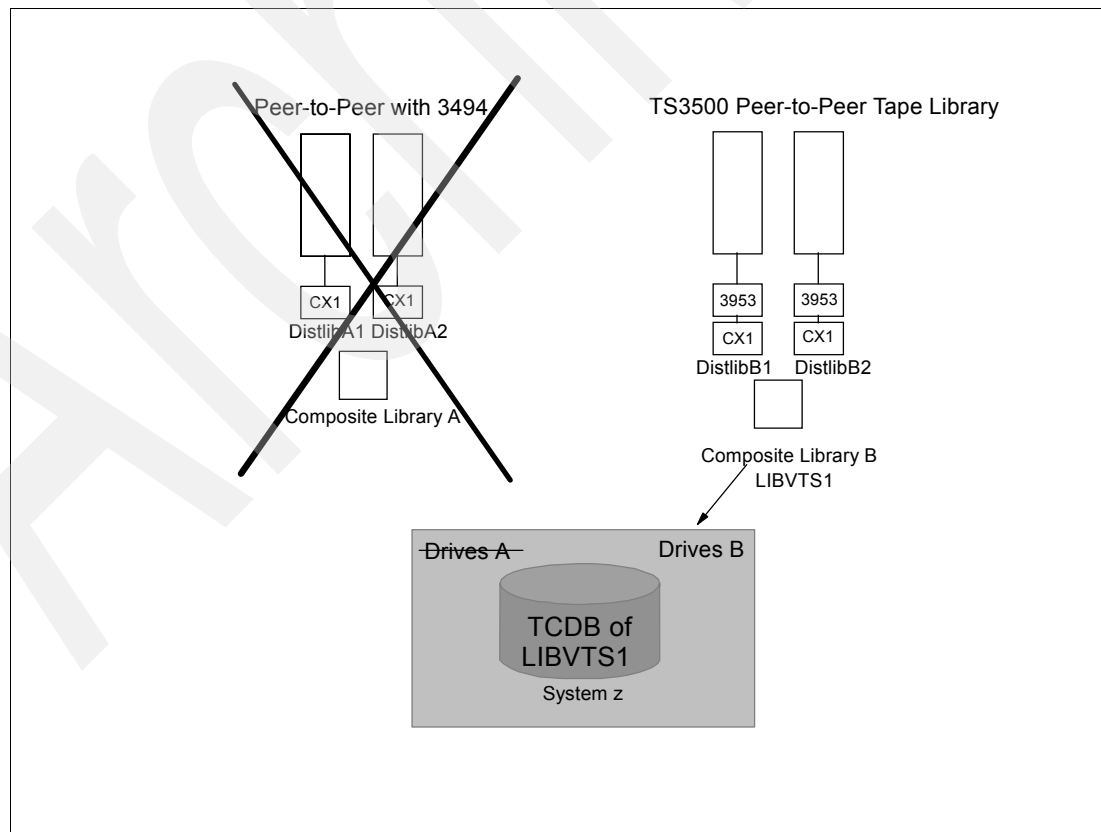 Peer-to-Peer with 3494
CX1
CX1
DistlibA1 DistlibA2
Composite Library A
TS3500 Peer-to-Peer Tape Library
3953
3953
CX1
CX1
DistlibB1
DistlibB2
Composite Library B
LIBVTS1
Drives A
Drives B
TCDB of
LIBVTS1
System z